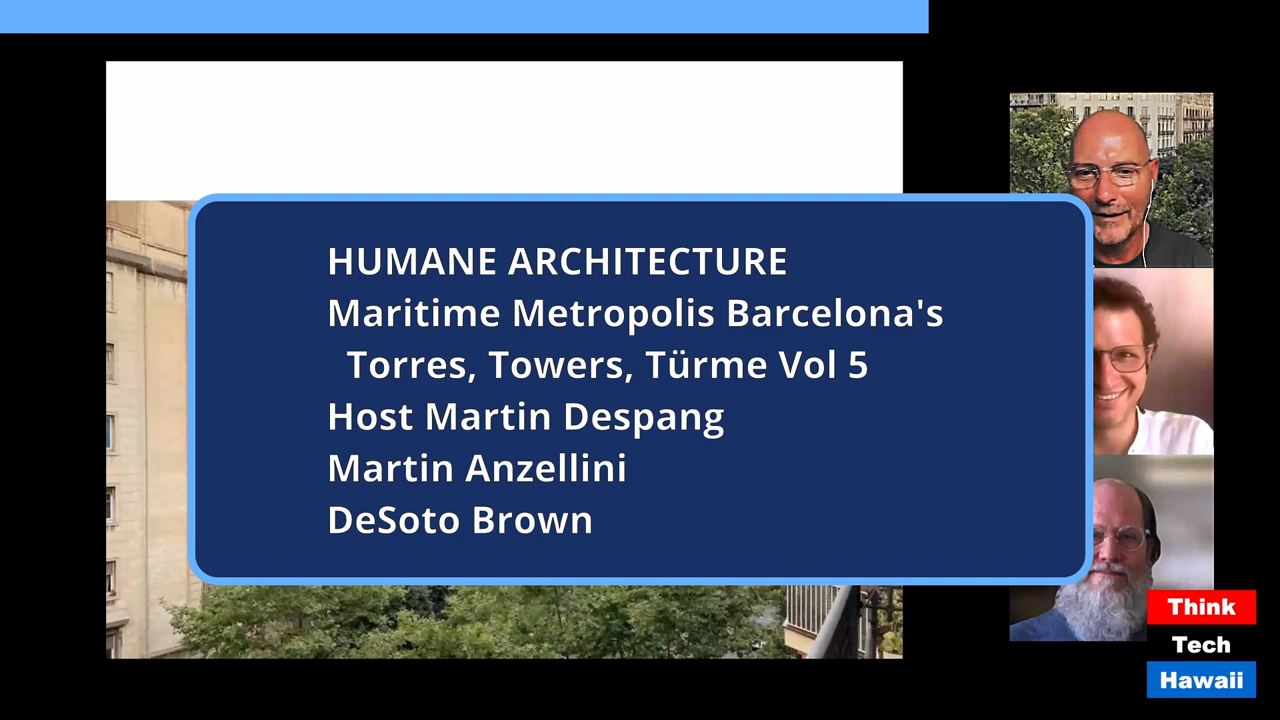 HUMANE ARCHITECTURE
Maritime Metropolis Barcelona's
Torres, Towers, Türme Vol 5
Host Martin Despang
Martin Anzellini
DeSoto Brown
Think
Tech
Hawaii